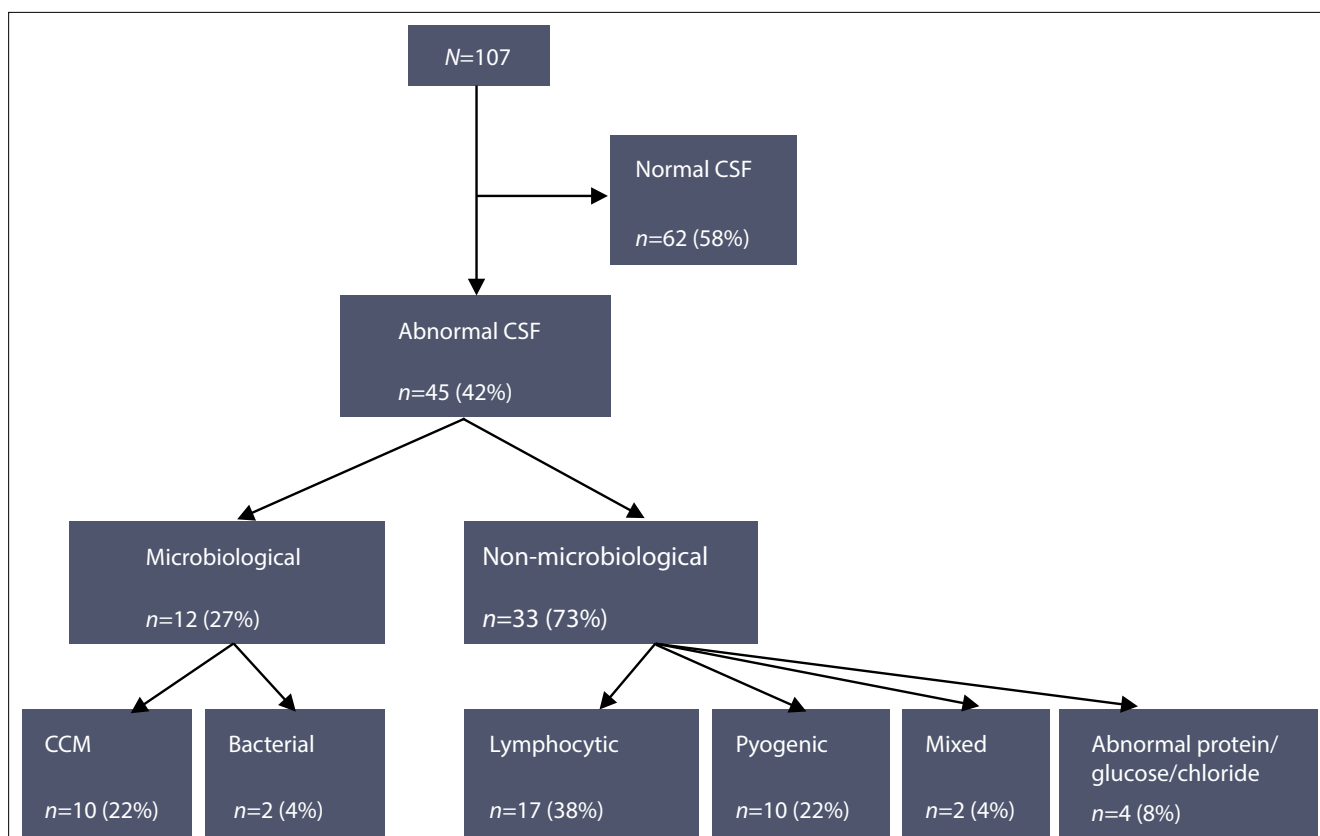 N=107
Normal CSF
n=62 (58%)
Abnormal CSF
n=45 (42%)
Microbiological
n=12 (27%)
Non-microbiological
n=33 (73%)
CCM
n=10 (22%)
Bacterial
n=2 (4%)
Lymphocytic
n=17 (38%)
Pyogenic
n=10 (22%)
Mixed
n=2 (4%)
Abnormal protein/
glucose/chloride
n=4 (8%)